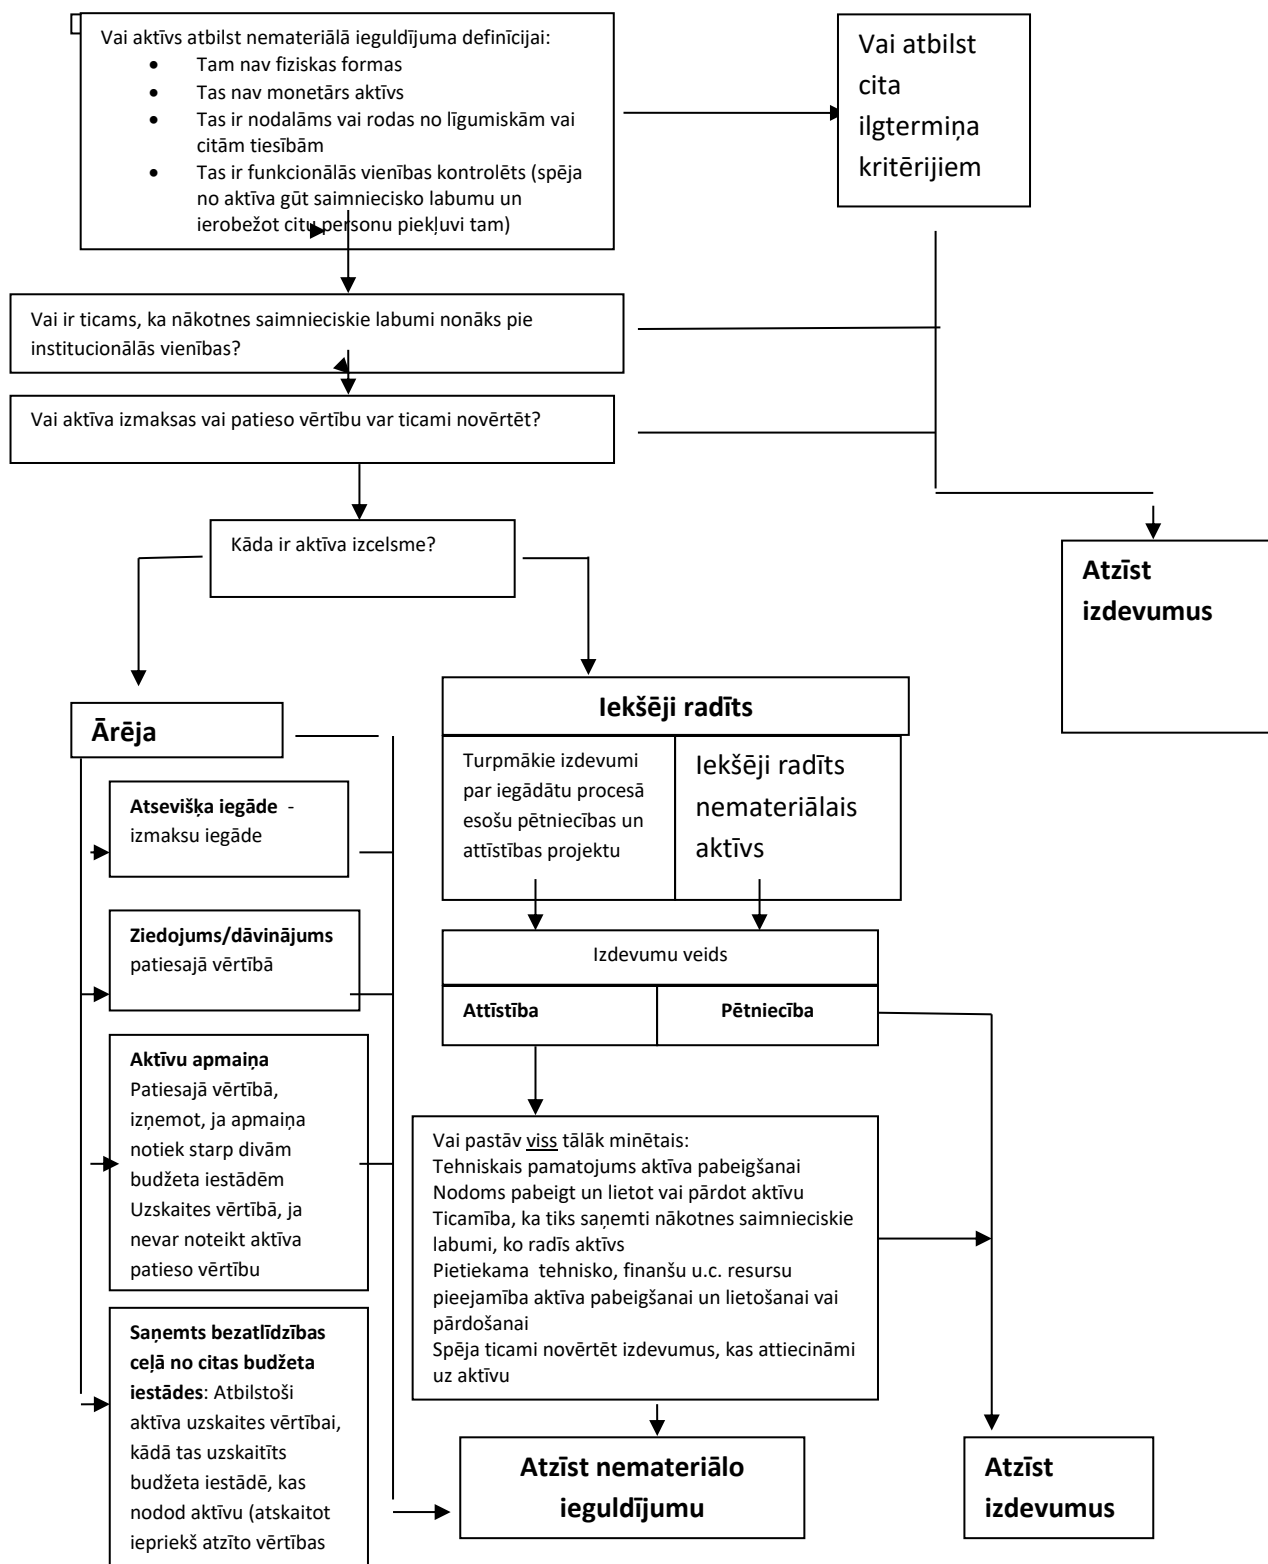 Vai aktīvs atbilst nemateriālā ieguldījuma definīcijai:
• Tam nav fiziskas formas
• Tas nav monetārs aktīvs
• Tas ir nodalāms vai rodas no līgumiskām vai
citām tiesībām
• Tas ir funkcionālās vienības kontrolēts (spēja
no aktīva gūt saimniecisko labumu un
ierobežot citu personu piekļuvi tam)
Vai atbilst
cita
ilgtermiņa
kritērijiem
Vai ir ticams, ka nākotnes saimnieciskie labumi nonāks pie
institucionālās vienības?
Vai aktīva izmaksas vai patieso vērtību var ticami novērtēt?
Kāda ir aktīva izcelsme?
Atzīst
izdevumus
Ārēja
Atsevišķa iegāde -
izmaksu iegāde
Ziedojums/dāvinājums
patiesajā vērtībā
Aktīvu apmaiņa
Patiesajā vērtībā,
izņemot, ja apmaiņa
notiek starp divām
budžeta iestādēm
Uzskaites vērtībā, ja
nevar noteikt aktīva
patieso vērtību
Saņemts bezatlīdzības
ceļā no citas budžeta
iestādes: Atbilstoši
aktīva uzskaites vērtībai,
kādā tas uzskaitīts
budžeta iestādē, kas
nodod aktīvu (atskaitot
iepriekš atzīto vērtības
Iekšēji radīts
Turpmākie izdevumi
par iegādātu procesā
esošu pētniecības un
attīstības projektu
Iekšēji radīts
nemateriālais
aktīvs
Izdevumu veids
Attīstība
Pētniecība
Vai pastāv viss tālāk minētais:
Tehniskais pamatojums aktīva pabeigšanai
Nodoms pabeigt un lietot vai pārdot aktīvu
Ticamība, ka tiks saņemti nākotnes saimnieciskie
labumi, ko radīs aktīvs
Pietiekama tehnisko, finanšu u.c. resursu
pieejamība aktīva pabeigšanai un lietošanai vai
pārdošanai
Spēja ticami novērtēt izdevumus, kas attiecināmi
uz aktīvu
Atzīst nemateriālo
ieguldījumu
Atzīst
izdevumus